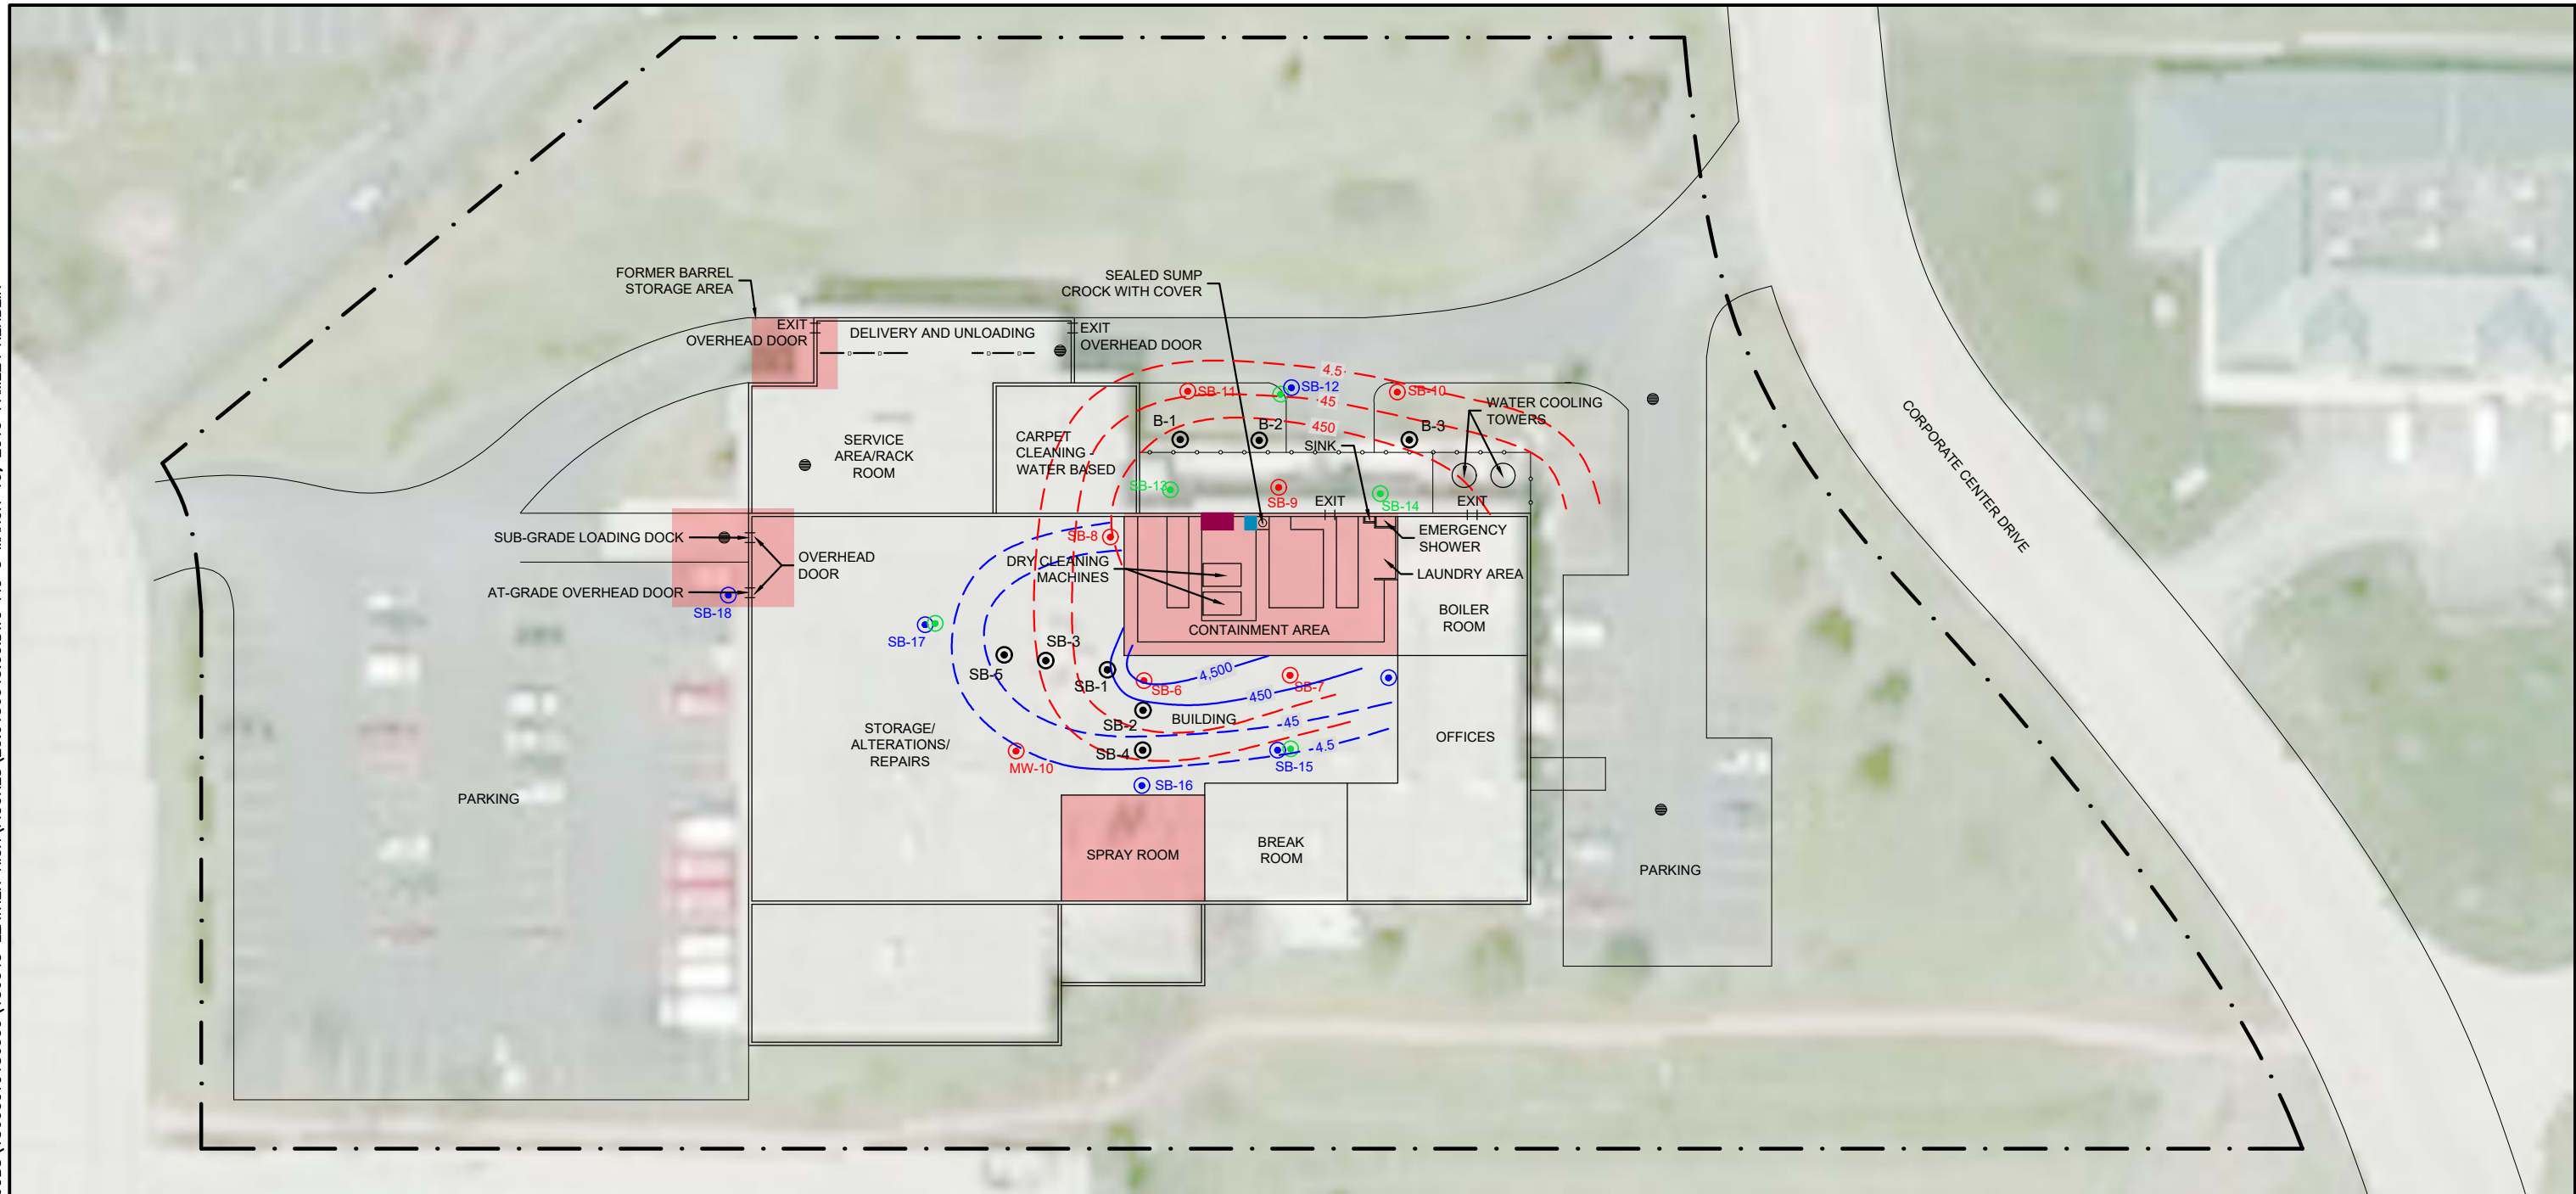 FORMER BARREL
STORAGE AREA
SEALED SUMP
CROCK WITH COVER
EXIT
OVERHEAD DOOR
DELIVERY AND UNLOADING
EXIT
OVERHEAD DOOR
4.5
SB-11
SB-12
SB-10
45
WATER COOLING
TOWERS
B-1
B-2
450
B-3
SINK
SERVICE
AREA/RACK
ROOM
CARPET
CLEANING -
WATER BASED
SB-13
SB-9
EXIT
SB-14
EXIT
CORPORATE CENTER DRIVE
SUB-GRADE LOADING DOCK
OVERHEAD
DOOR
SB-8
EMERGENCY
SHOWER
DRY CLEANING
MACHINES
LAUNDRY AREA
AT-GRADE OVERHEAD DOOR
SB-18
BOILER
ROOM
CONTAINMENT AREA
SB-17
SB-3
SB-5
SB-1
SB-6
4,500
SB-7
450
SB-2
BUILDING
45
STORAGE/
ALTERATIONS/
REPAIRS
OFFICES
SB-4
4.5
MW-10
SB-15
SB-16
PARKING
SPRAY ROOM
BREAK
ROOM
PARKING